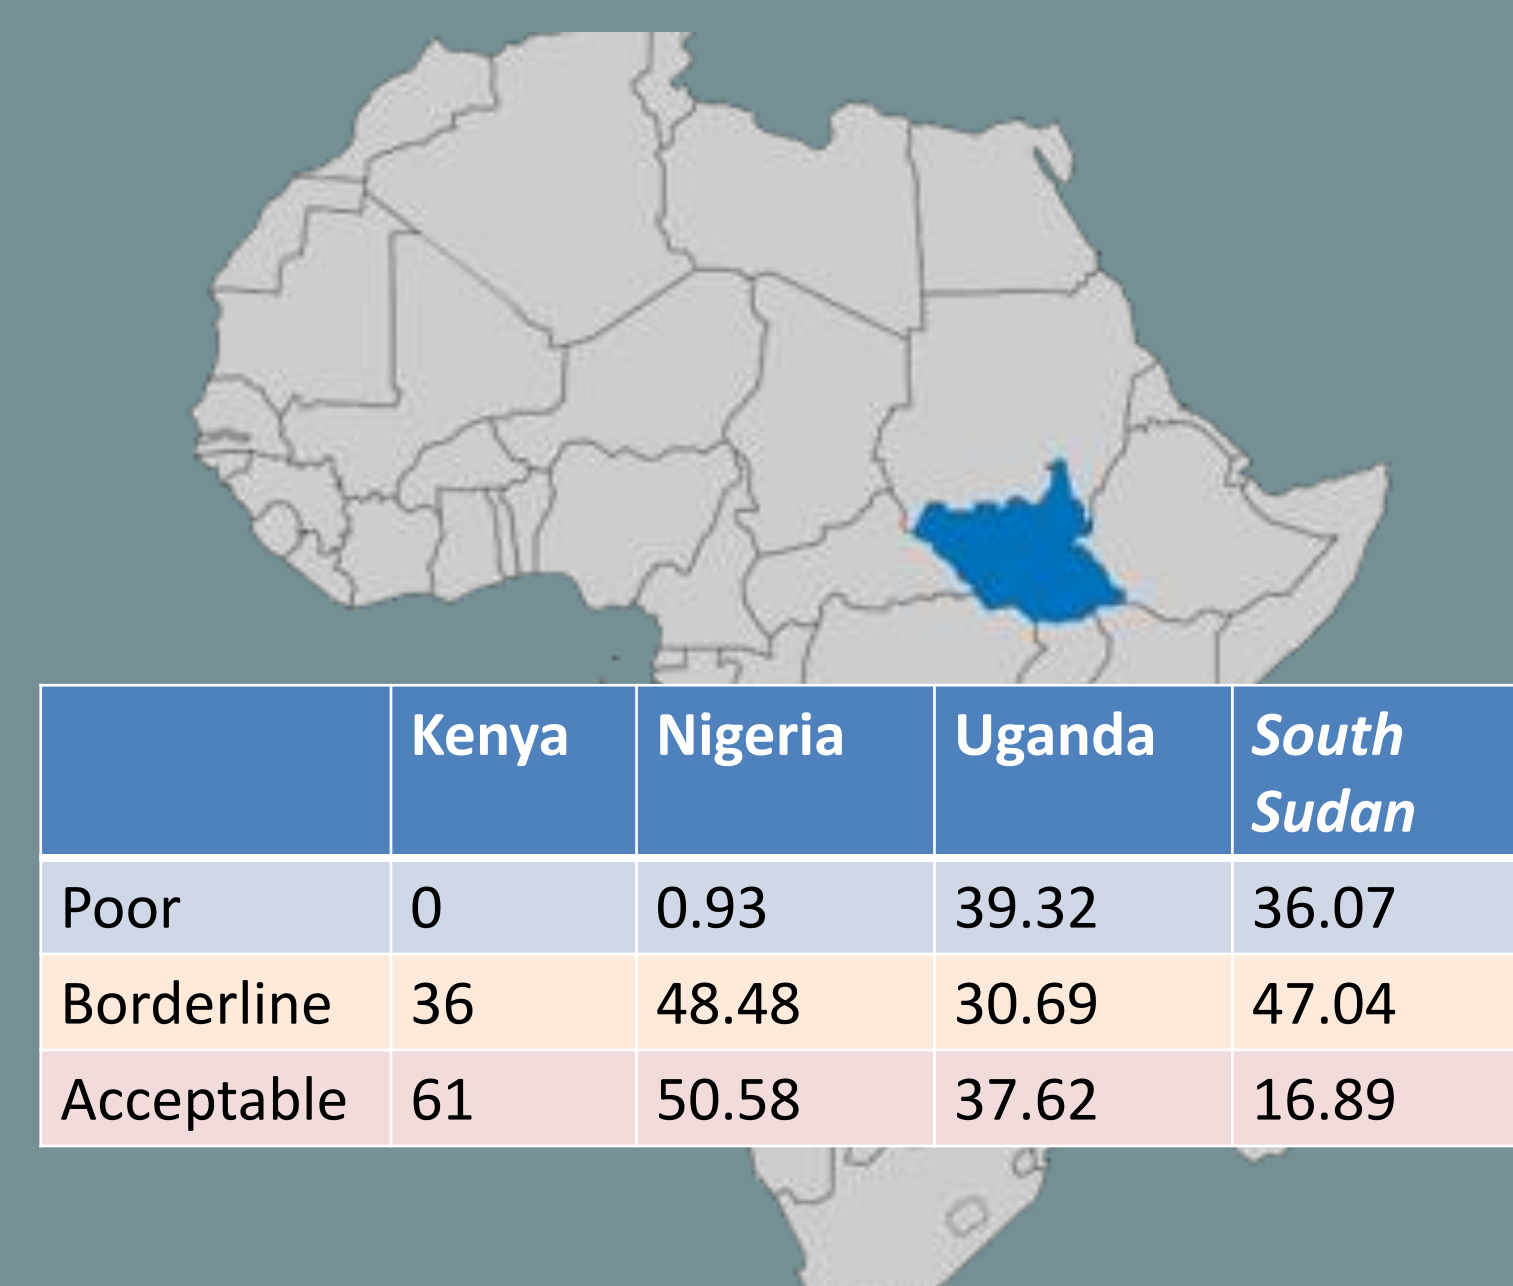 Kenya Nigeria Uganda South
Sudan
Poor 0 0.93 39.32 36.07
Borderline 36 48.48 30.69 47.04
Acceptable 61 50.58 37.62 16.89